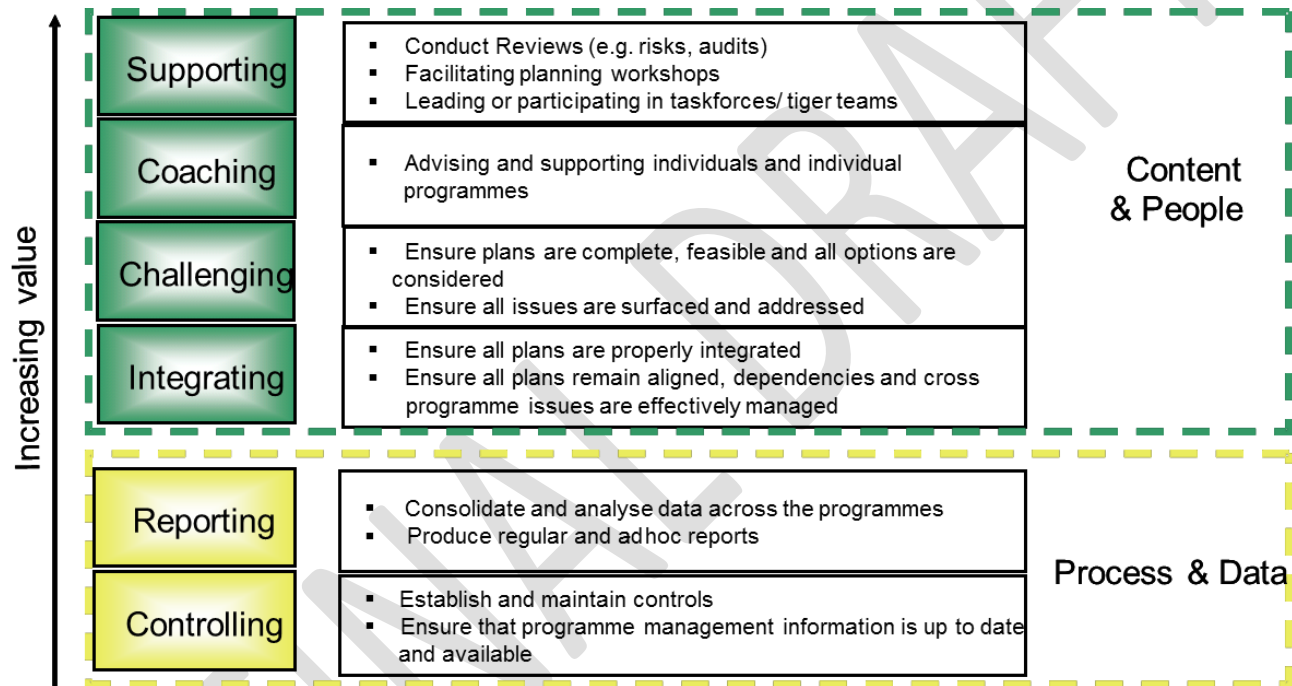 Increasing value
Supporting
▪ Conduct Reviews (e.g. risks, audits)
▪ Facilitating planning workshops
▪ Leading or participating in taskforces/ tiger teams
Coaching
▪ Advising and supporting individuals and individual
programmes
Challenging
▪ Ensure plans are complete, feasible and all options are
considered
▪ Ensure all issues are surfaced and addressed
Integrating
▪ Ensure all plans are properly integrated
▪ Ensure all plans remain aligned, dependencies and cross
programme issues are effectively managed
Content
& People
Reporting
▪ Consolidate and analyse data across the programmes
▪ Produce regular and adhoc reports
Controlling
▪ Establish and maintain controls
▪ Ensure that programme management information is up to date
and available
Process & Data
INAL DRAF